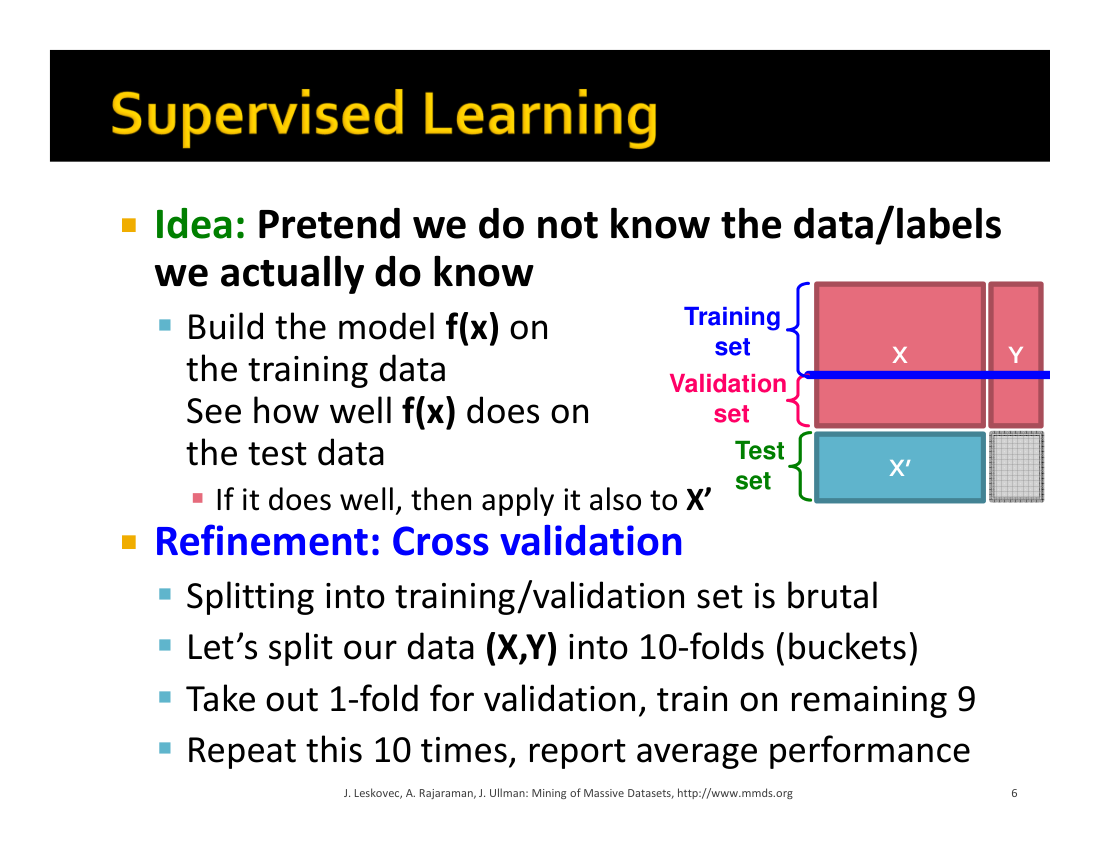 Supervised Learning
Idea: Pretend we do not know the data/labels
we actually do know
Build the model f(x) on
the training data
See how well f(x) does on
the test data
If it does well, then apply it also to X’
Training
set
Validation
set
Test
set
X
Y
X’
Refinement: Cross validation
Splitting into training/validation set is brutal
Let’s split our data (X,Y) into 10-folds (buckets)
Take out 1-fold for validation, train on remaining 9
Repeat this 10 times, report average performance
J. Leskovec, A. Rajaraman, J. Ullman: Mining of Massive Datasets, http://www.mmds.org
6